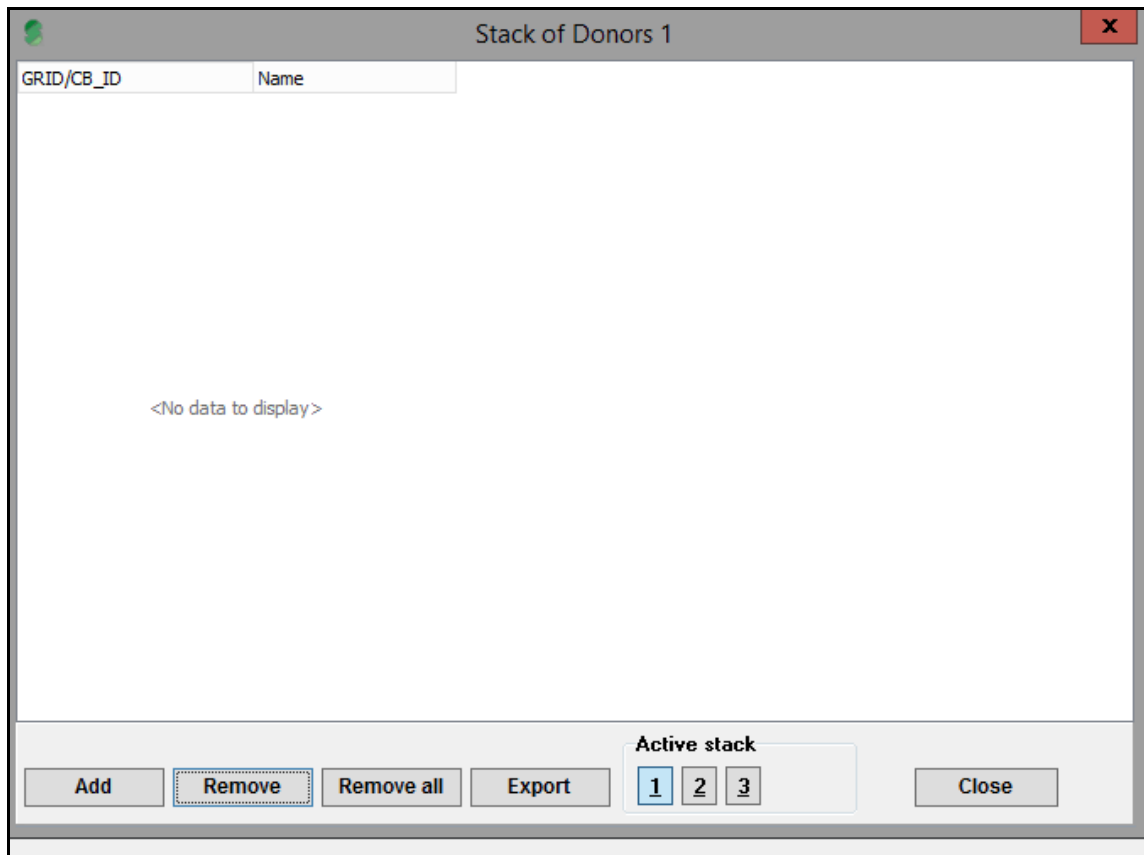 Stack of Donors 1
x
GRID/CB_ID Name
<No data to display>
Active stack
Add Remove Remove all Export 1 2 3 Close